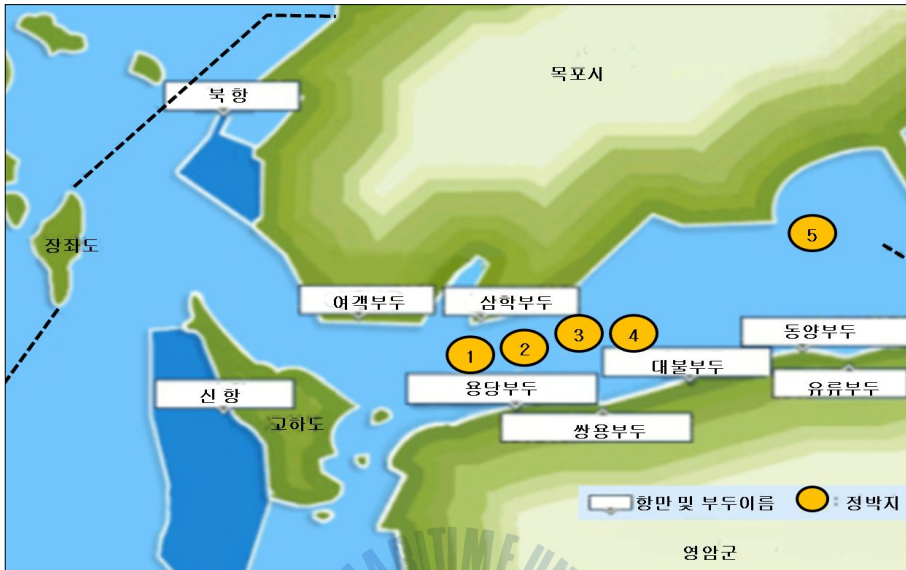 목포시
북 항
장좌도
5
여객부두
삼학부두
동양부두
1
2
3
4
대불부두
용당부두
유류부두
신 항
고하도
쌍용부두
항만 및 부두이름
: 정박지
영암군
MARITIME UN